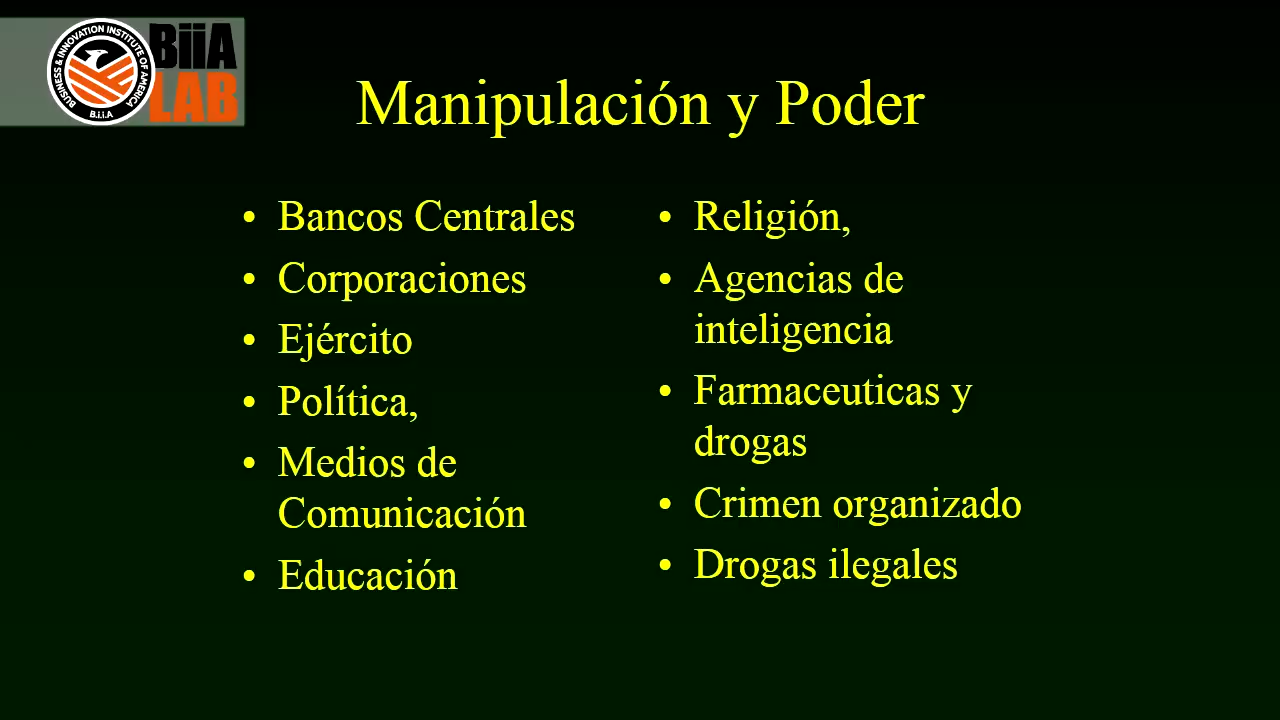 BiiA
LAB
BUSINESS & INNOVATION INSTITUTE OF AMERICA
B.i.i.A
Manipulación y Poder
• Bancos Centrales
• Corporaciones
• Ejército
• Política,
• Medios de
Comunicación
• Educación
• Religión,
• Agencias de
inteligencia
• Farmaceuticas y
drogas
• Crimen organizado
• Drogas ilegales